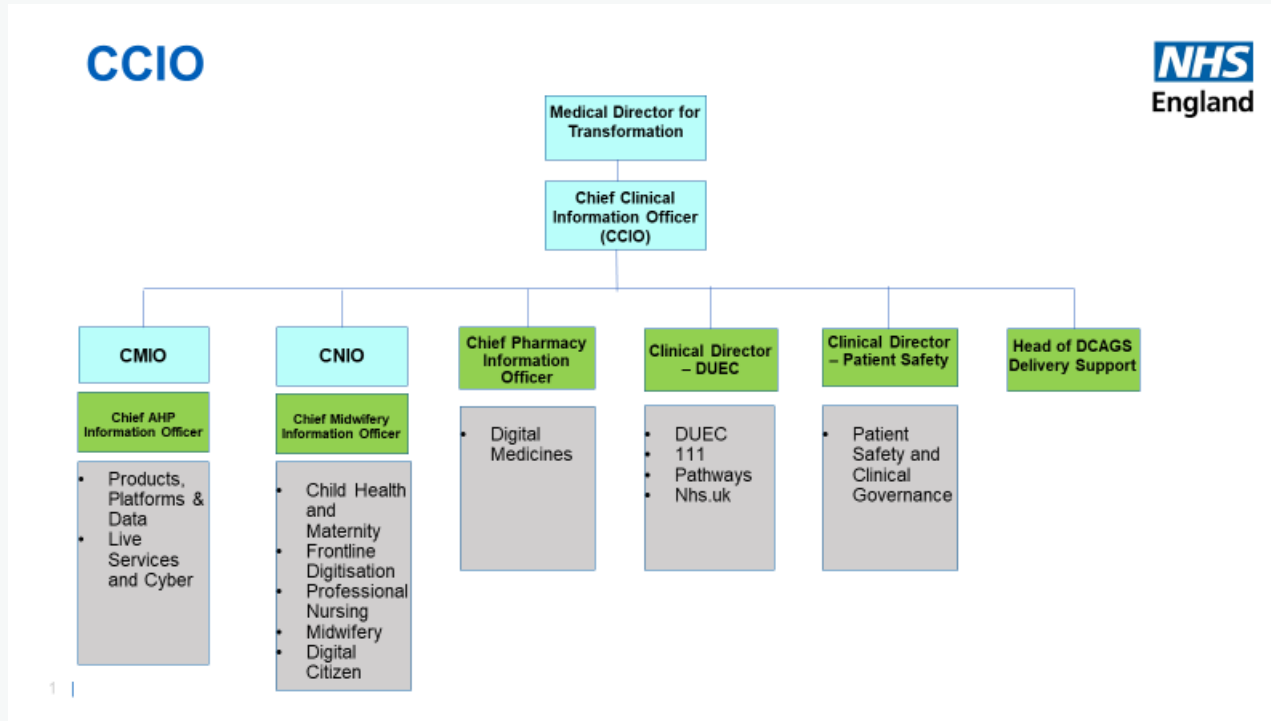 CCIO
NHS
England
Medical Director for
Transformation
Chief Clinical
Information Officer
(CCIO)
CMIO
Chief AHP
Information Officer
• Products,
Platforms &
Data
• Live
Services
and Cyber
CNIO
Chief Midwifery
Information Officer
• Child Health
and
Maternity
• Frontline
Digitisation
• Professional
Nursing
• Midwifery
• Digital
Citizen
Chief Pharmacy
Information
Officer
• Digital
Medicines
Clinical Director
– DUEC
• DUEC
• 111
• Pathways
• Nhs.uk
Clinical Director
– Patient Safety
• Patient
Safety and
Clinical
Governance
Head of DCAGS
Delivery Support
1 |